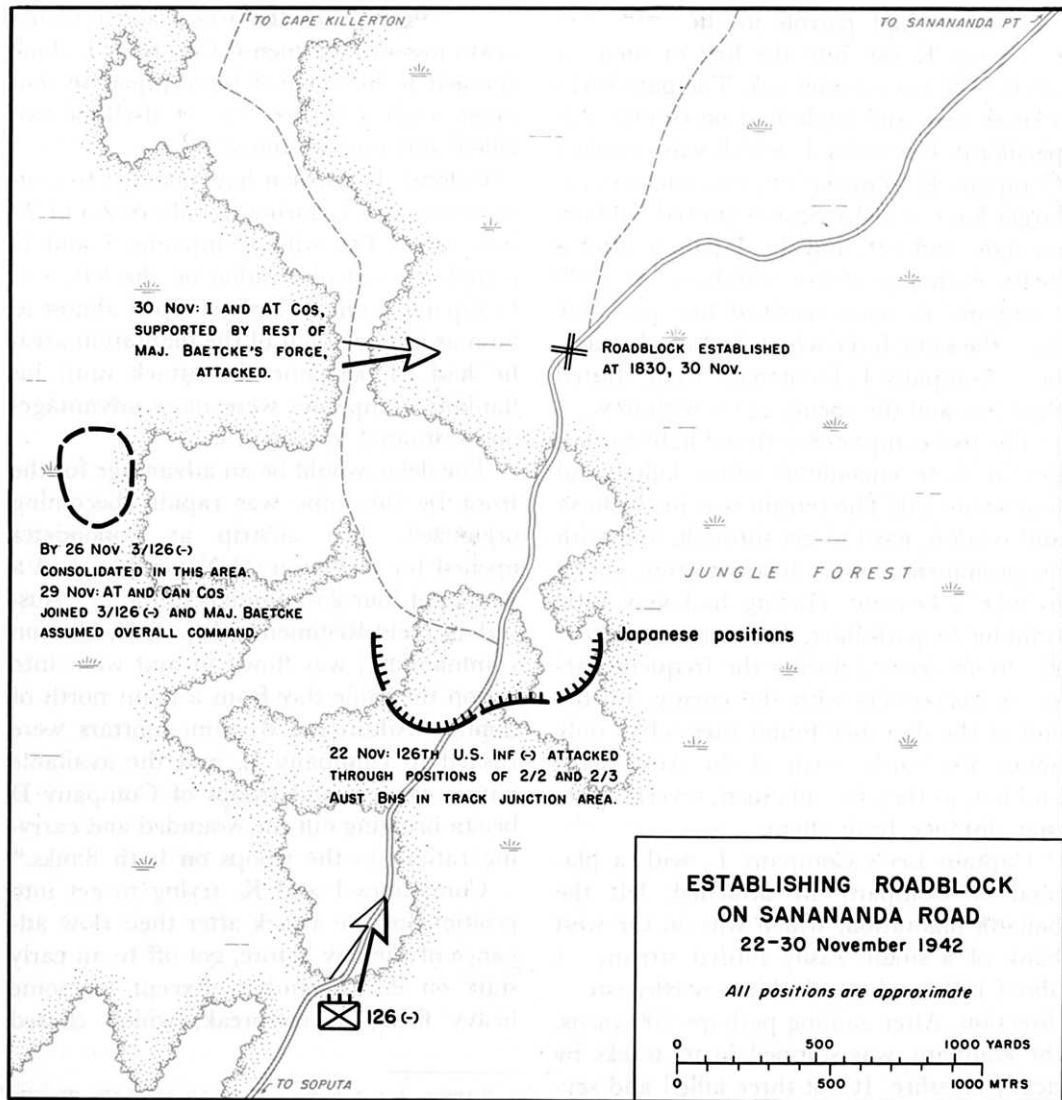 TO CAPE KILLERTON
TO SANANANDA PT
30 NOV: I AND AT COS,
SUPPORTED BY REST OF
MAJ. BAETCKE'S FORCE,
ATTACKED.
ROADBLOCK ESTABLISHED
AT 1830, 30 NOV.
BY 26 NOV. 3/126(-)
CONSOLIDATED IN THIS AREA.
29 NOV: AT AND CAN COS
JOINED 3/126(-). MAJ. BAETCKE
ASSUMED OVERALL COMMAND.
JUNGLE FOREST
Japanese positions
22 NOV: 126TH U.S. INF(-) ATTACKED
THROUGH POSITIONS OF 2/2 AND 2/3
AUST BNS IN TRACK JUNCTION AREA.
126(-)
TO SOPUTA
ESTABLISHING ROADBLOCK
ON SANANANDA ROAD
22-30 November 1942
All positions are approximate
0 500 1000 YARDS
0 500 1000 MTRS